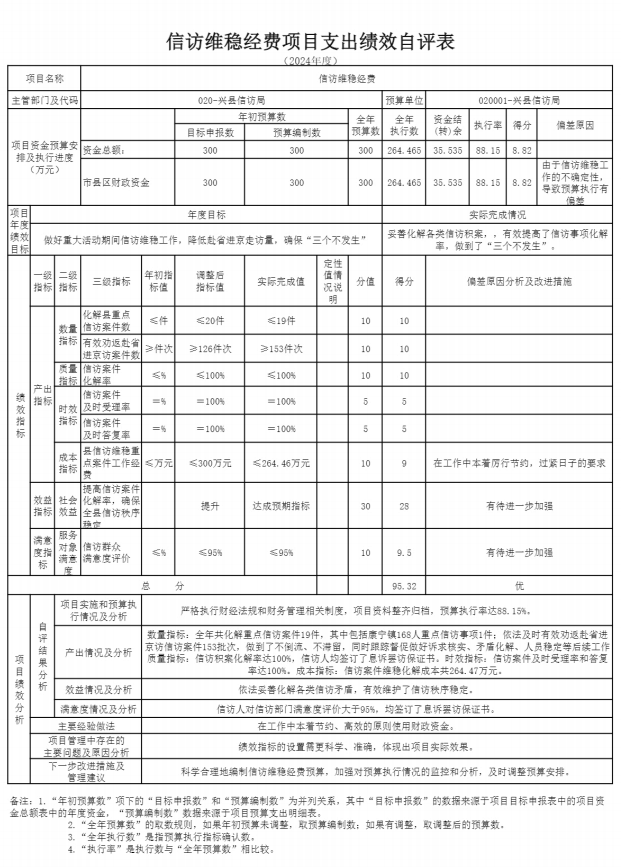 信访维稳经费项目支出绩效自评表
（2024年度）
项目名称 信访维稳经费
主管部门及代码 020-兴县信访局 预算单位 020001-兴县信访局
项目资金预算安排及执行进度（万元） 年初预算数 全年预算数 全年执行数 资金结(转)余 执行率 得分 偏差原因
目标申报数 预算编制数
资金总额： 300 300 300 264.465 35.535 88.15 8.82
市县区财政资金 300 300 300 264.465 35.535 88.15 8.82 由于信访维稳工作的不确定性，导致预算执行有偏差
项目年度绩效目标 年度目标 实际完成情况
做好重大活动期间信访维稳工作，降低赴省进京走访量，确保“三个不发生” 妥善化解各类信访积案，，有效提高了信访事项化解率，做到了“三个不发生”。
绩效指标 一级指标 二级指标 三级指标 年初指标值 调整后指标值 实际完成值 定性值情况说明 分值 得分 偏差原因分析及改进措施
产出指标 数量指标 化解县重点信访案件数 ≤件 ≤20件 ≤19件 10 10
有效劝返赴省进京访案件数 ≥件次 ≥126件次 ≥153件次 10 10
质量指标 信访案件化解率 ≤% ≤100% ≤100% 10 10
时效指标 信访案件及时受理率 =% =100% =100% 5 5
信访案件及时答复率 =% =100% =100% 5 5
成本指标 县信访维稳重点案件工作经费 ≤万元 ≤300万元 ≤264.46万元 10 9 在工作中本着厉行节约，过紧日子的要求
效益指标 社会效益 提高信访案件化解率，确保全县信访秩序稳定 提升 达成预期指标 30 28 有待进一步加强
满意度指标 服务对象满意度 信访群众满意度评价 ≤% ≤95% ≤95% 10 9.5 有待进一步加强
总 分 95.32 优
项目绩效分析 自评结果分析 项目实施和预算执行情况及分析 严格执行财经法规和财务管理相关制度，项目资料整齐归档，预算执行率达88.15%。
产出情况及分析 数量指标：全年共化解重点信访案件19件，其中包括康宁镇168人重点信访事项1件；依法及时有效劝返赴省进京访信访案件153批次，做到了不倒流、不滞留，同时跟踪督促做好诉求核实、矛盾化解、人员稳定等后续工作 质量指标：信访积案化解率达100%，信访人均签订了息诉罢访保证书。时效指标：信访案件及时受理率和答复率达100%。成本指标：信访案件维稳化解成本共264.47万元。
效益情况及分析 依法妥善化解各类信访矛盾，有效维护了信访秩序稳定。
满意度情况及分析 信访人对信访部门满意度评价大于95%，均签订了息诉罢访保证书。
主要经验做法 在工作中本着节约、高效的原则使用财政资金。
项目管理中存在的主要问题及原因分析 绩效指标的设置需更科学、准确，体现出项目实际效果。
下一步改进措施及管理建议 科学合理地编制信访维稳经费预算，加强对预算执行情况的监控和分析，及时调整预算安排。
备注：1.“年初预算数”项下的“目标申报数”和“预算编制数”为并列关系，其中“目标申报数”的数据来源于项目目标申报表中的项目资
金总额表中的年度资金，“预算编制数”数据来源于项目预算支出明细表。
2.“全年预算数”的取数规则，如果年初预算未调整，取预算编制数；如果有调整，取调整后的预算数。
3.“全年执行数”是指预算执行指标确认数。
4.“执行率”是执行数与“全年预算数”相比较。